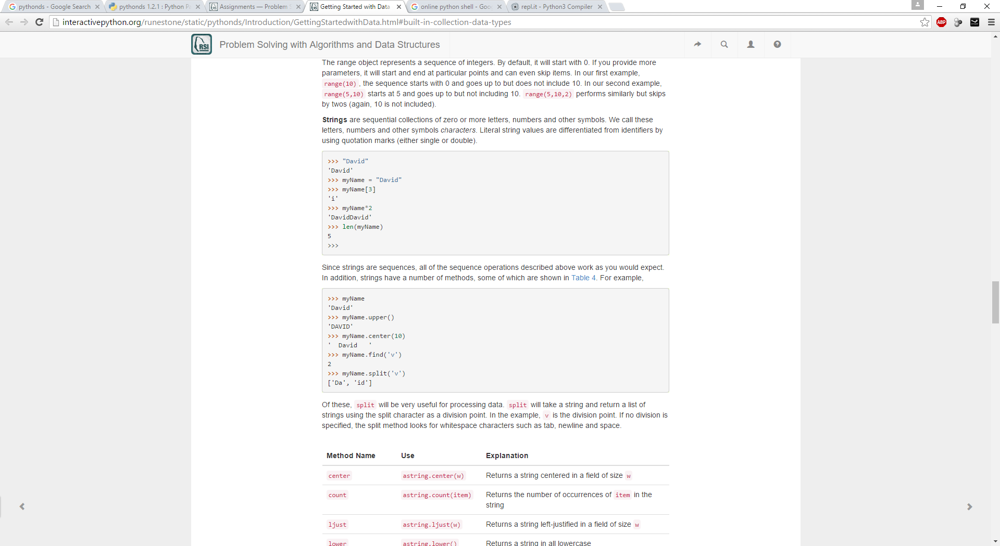 pythonds - Google Search
pythonds 1.2.1 : Python Pa
Assignments — Problem S
Getting Started with Data
online python shell - Goo
repl.it - Python3 Compiler
interactivepython.org/runestone/static/pythonds/Introduction/GettingStartedwithData.html#built-in-collection-data-types
ABP
RSI
Problem Solving with Algorithms and Data Structures
The range object represents a sequence of integers. By default, it will start with 0. If you provide more
parameters, it will start and end at particular points and can even skip items. In our first example,
range(10) , the sequence starts with 0 and goes up to but does not include 10. In our second example,
range(5,10) starts at 5 and goes up to but not including 10. range(5,10,2) performs similarly but skips
by twos (again, 10 is not included).
Strings are sequential collections of zero or more letters, numbers and other symbols. We call these
letters, numbers and other symbols characters. Literal string values are differentiated from identifiers by
using quotation marks (either single or double).
>>> "David"
'David'
>>> myName = "David"
>>> myName[3]
'i'
>>> myName*2
'DavidDavid'
>>> len(myName)
5
>>>
Since strings are sequences, all of the sequence operations described above work as you would expect.
In addition, strings have a number of methods, some of which are shown in Table 4. For example,
>>> myName
'David'
>>> myName.upper()
'DAVID'
>>> myName.center(10)
'  David   '
>>> myName.find('v')
2
>>> myName.split('v')
['Da', 'id']
Of these, split will be very useful for processing data. split will take a string and return a list of
strings using the split character as a division point. In the example, v is the division point. If no division is
specified, the split method looks for whitespace characters such as tab, newline and space.
Method Name Use Explanation
center astring.center(w) Returns a string centered in a field of size w
count astring.count(item) Returns the number of occurrences of item in the
string
ljust astring.ljust(w) Returns a string left-justified in a field of size w
lower astring.lower() Returns a string in all lowercase